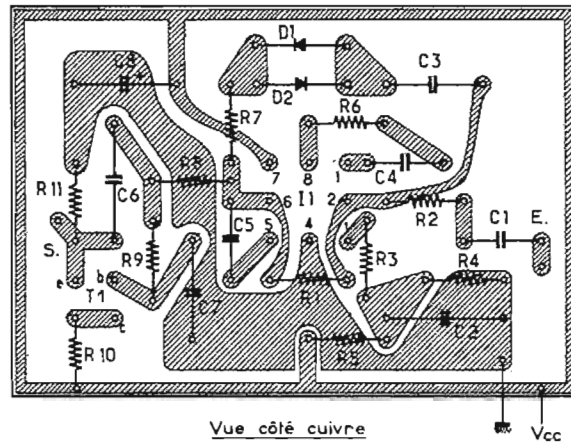 D1
C8
+
C3
D2
R7
R6
7
8
1
R8
C4
R11
C6
6
I1
2
R2
C1
E.
S.
C5
5
4
R9
R3
R4
e
b
T1
C7
R1
C2
c
R5
R10
Vue côté cuivre
Vcc